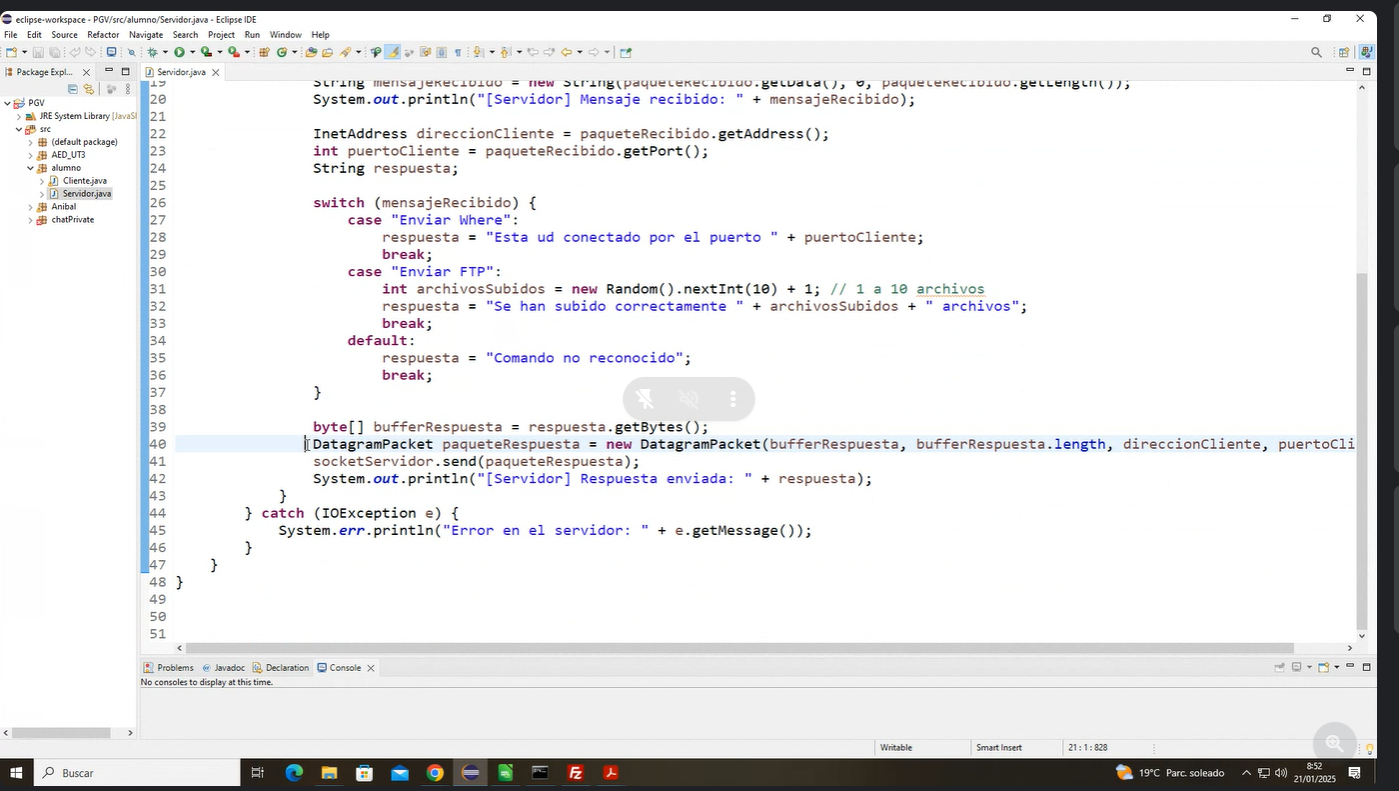 eclipse-workspace - PGV/src/alumno/Servidor.java - Eclipse IDE
File Edit Source Refactor Navigate Search Project Run Window Help
Package Expl...
Servidor.java
PGV
JRE System Library [JavaS
src
(default package)
AED_UT3
alumno
Cliente.java
Servidor.java
Anibal
chatPrivate
19 String mensajeRecibido = new String(paqueteRecibido.getData(), 0, paqueteRecibido.getLength());
20 System.out.println("[Servidor] Mensaje recibido: " + mensajeRecibido);
21
22 InetAddress direccionCliente = paqueteRecibido.getAddress();
23 int puertoCliente = paqueteRecibido.getPort();
24 String respuesta;
25
26 switch (mensajeRecibido) {
27 case "Enviar Where":
28 respuesta = "Esta ud conectado por el puerto " + puertoCliente;
29 break;
30 case "Enviar FTP":
31 int archivosSubidos = new Random().nextInt(10) + 1; // 1 a 10 archivos
32 respuesta = "Se han subido correctamente " + archivosSubidos + " archivos";
33 break;
34 default:
35 respuesta = "Comando no reconocido";
36 break;
37 }
38
39 byte[] bufferRespuesta = respuesta.getBytes();
40 DatagramPacket paqueteRespuesta = new DatagramPacket(bufferRespuesta, bufferRespuesta.length, direccionCliente, puertoCli
41 socketServidor.send(paqueteRespuesta);
42 System.out.println("[Servidor] Respuesta enviada: " + respuesta);
43 }
44 } catch (IOException e) {
45 System.err.println("Error en el servidor: " + e.getMessage());
46 }
47 }
48 }
49
50
51
Problems Javadoc Declaration Console
No consoles to display at this time.
Writable Smart Insert 21 : 1 : 828
Buscar
19°C Parc. soleado
8:52
21/01/2025